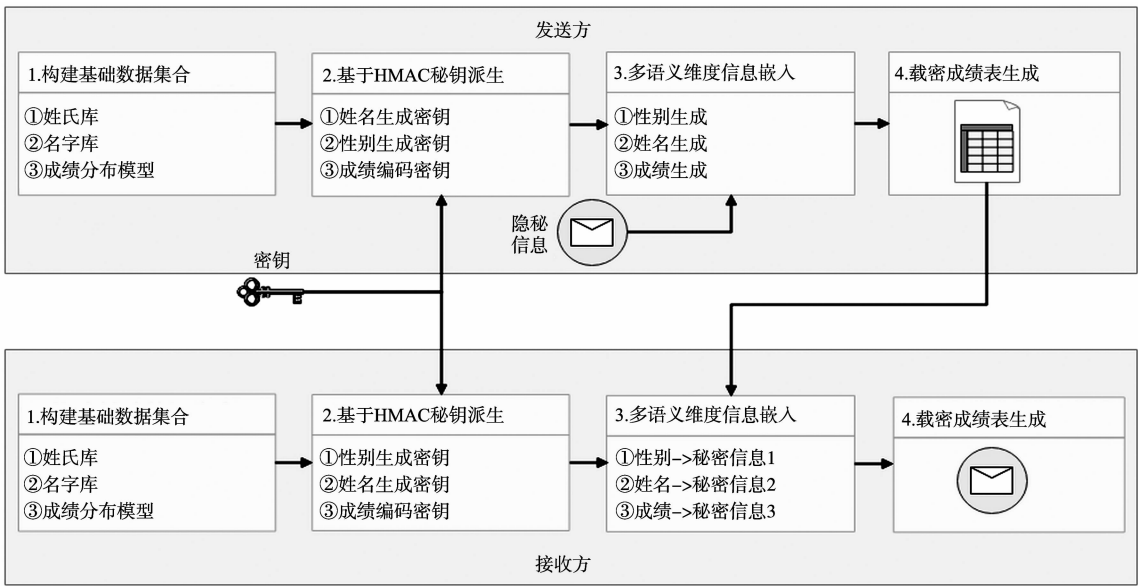 发送方
1.构建基础数据集合
①姓氏库
②名字库
③成绩分布模型
2.基于HMAC秘钥派生
①姓名生成密钥
②性别生成密钥
③成绩编码密钥
3.多语义维度信息嵌入
①性别生成
②姓名生成
③成绩生成
4.载密成绩表生成
隐秘
信息
密钥
1.构建基础数据集合
①姓氏库
②名字库
③成绩分布模型
2.基于HMAC秘钥派生
①性别生成密钥
②姓名生成密钥
③成绩编码密钥
3.多语义维度信息嵌入
①性别->秘密信息1
②姓名->秘密信息2
③成绩->秘密信息3
4.载密成绩表生成
接收方